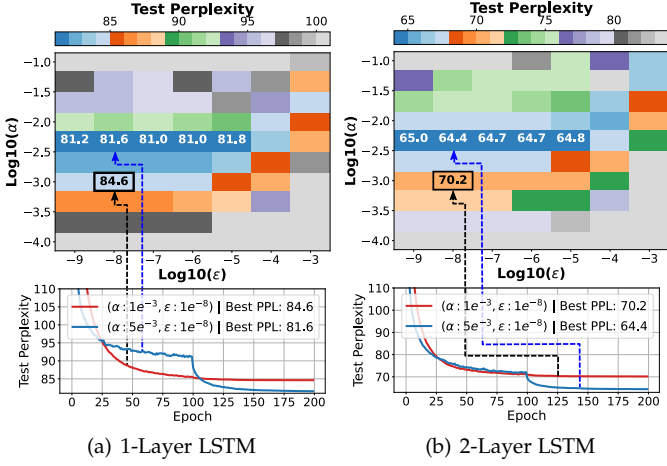 Test Perplexity
85 90 95 100
Log10(α)
−1.0
−1.5
−2.0
−2.5
−3.0
−3.5
−4.0
81.2 81.6 81.0 81.0 81.8
84.6
−9 −8 −7 −6 −5 −4 −3
Log10(ε)
Test Perplexity
110
105
100
95
90
85
(α : 1e⁻³, ε : 1e⁻⁸) | Best PPL: 84.6
(α : 5e⁻³, ε : 1e⁻⁸) | Best PPL: 81.6
0 25 50 75 100 125 150 175 200
Epoch
(a) 1-Layer LSTM
Test Perplexity
65 70 75 80
Log10(α)
−1.0
−1.5
−2.0
−2.5
−3.0
−3.5
−4.0
65.0 64.4 64.7 64.7 64.8
70.2
−9 −8 −7 −6 −5 −4 −3
Log10(ε)
Test Perplexity
110
100
90
80
70
(α : 1e⁻³, ε : 1e⁻⁸) | Best PPL: 70.2
(α : 5e⁻³, ε : 1e⁻⁸) | Best PPL: 64.4
0 25 50 75 100 125 150 175 200
Epoch
(b) 2-Layer LSTM